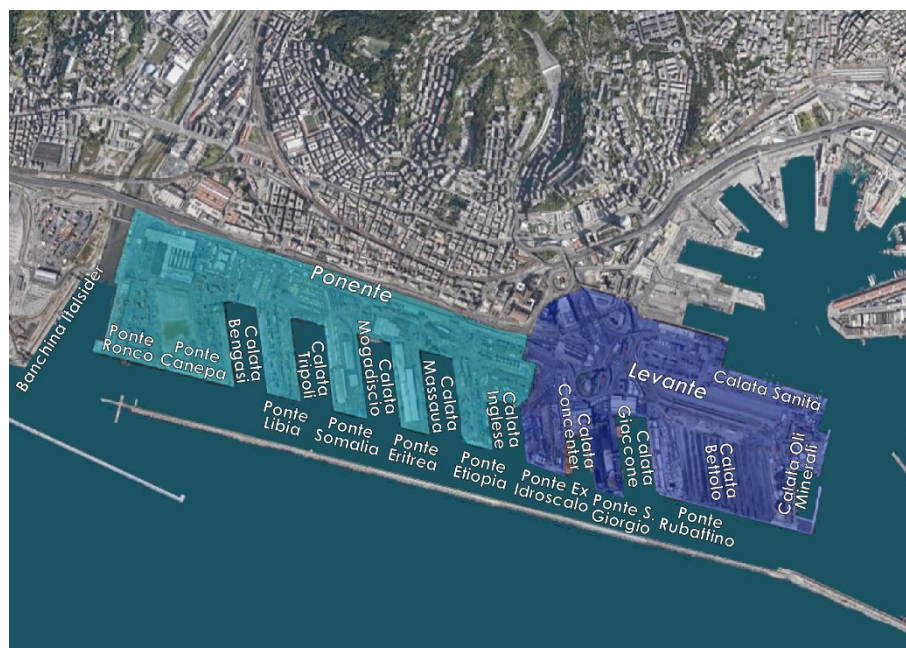 Ponente
Levante
Banchina Italsider
Ponte
Ronco
Ponte
Canepa
Calata
Bengasi
Ponte
Libia
Calata
Tripoli
Ponte
Somalia
Calata
Mogadiscio
Ponte
Eritrea
Calata
Massaua
Ponte
Etiopia
Calata
Inglese
Ponte Ex
Idroscalo
Calata
Concenter
Ponte S.
Giorgio
Calata
Giaccone
Ponte
Rubattino
Calata
Bettolo
Calata Oli
Minerali
Calata Sanità